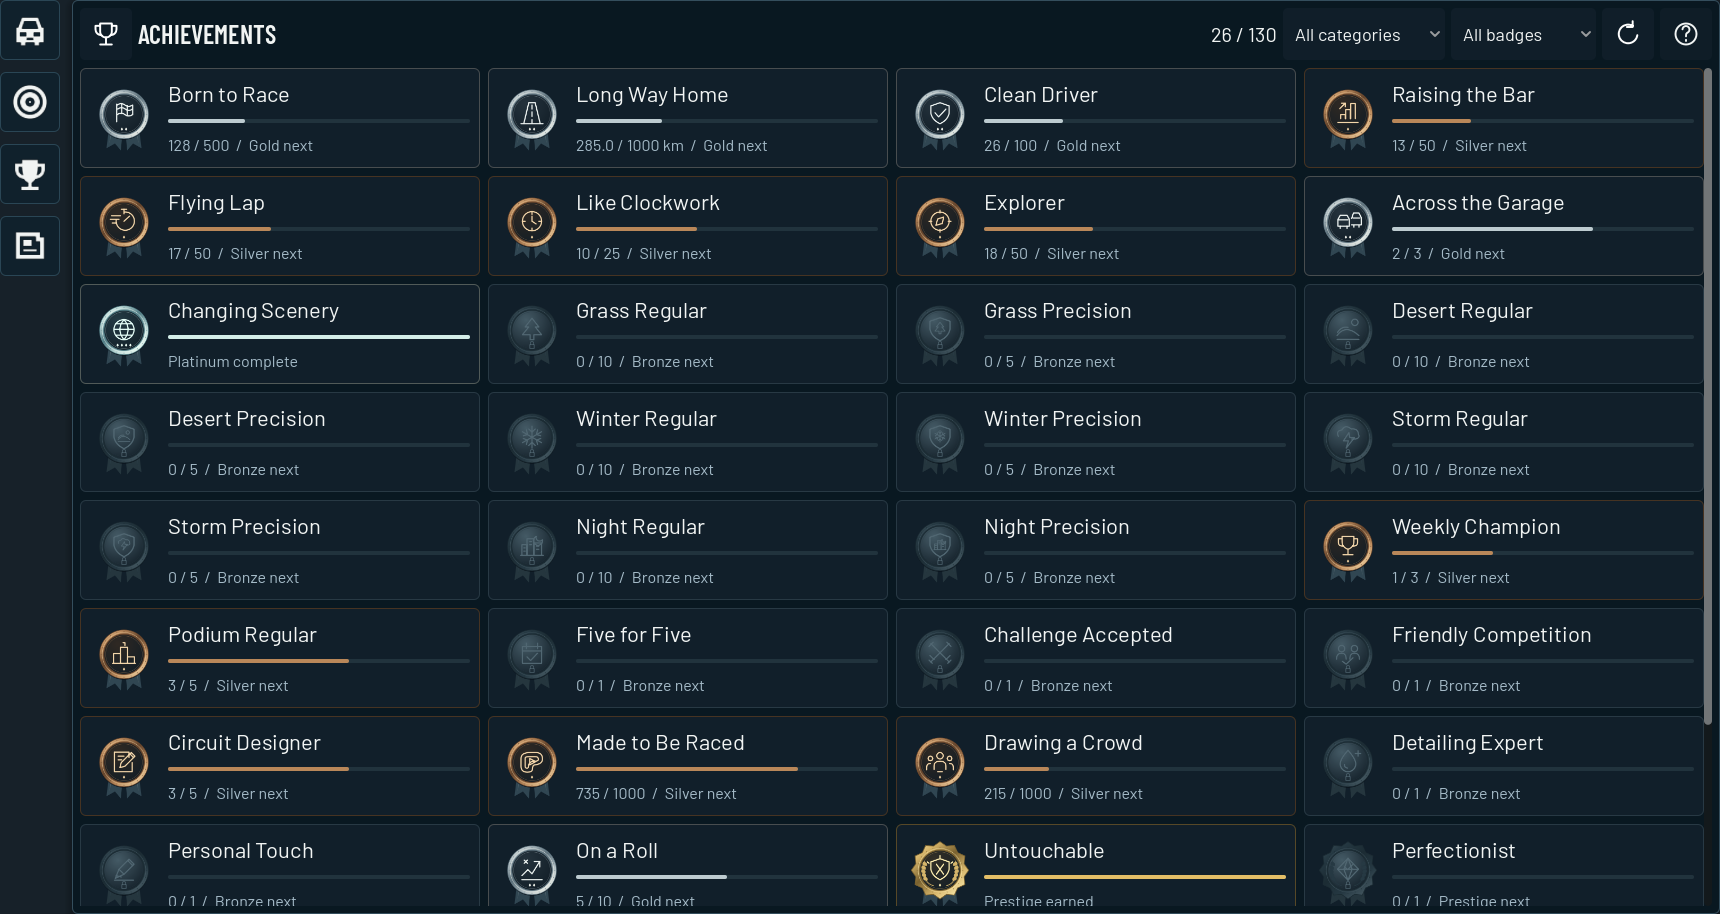 ACHIEVEMENTS
26 / 130
All categories
All badges
Born to Race
128 / 500 / Gold next
Long Way Home
285.0 / 1000 km / Gold next
Clean Driver
26 / 100 / Gold next
Raising the Bar
13 / 50 / Silver next
Flying Lap
17 / 50 / Silver next
Like Clockwork
10 / 25 / Silver next
Explorer
18 / 50 / Silver next
Across the Garage
2 / 3 / Gold next
Changing Scenery
Platinum complete
Grass Regular
0 / 10 / Bronze next
Grass Precision
0 / 5 / Bronze next
Desert Regular
0 / 10 / Bronze next
Desert Precision
0 / 5 / Bronze next
Winter Regular
0 / 10 / Bronze next
Winter Precision
0 / 5 / Bronze next
Storm Regular
0 / 10 / Bronze next
Storm Precision
0 / 5 / Bronze next
Night Regular
0 / 10 / Bronze next
Night Precision
0 / 5 / Bronze next
Weekly Champion
1 / 3 / Silver next
Podium Regular
3 / 5 / Silver next
Five for Five
0 / 1 / Bronze next
Challenge Accepted
0 / 1 / Bronze next
Friendly Competition
0 / 1 / Bronze next
Circuit Designer
3 / 5 / Silver next
Made to Be Raced
735 / 1000 / Silver next
Drawing a Crowd
215 / 1000 / Silver next
Detailing Expert
0 / 1 / Bronze next
Personal Touch
0 / 1 / Bronze next
On a Roll
5 / 10 / Gold next
Untouchable
Prestige earned
Perfectionist
0 / 1 / Prestige next